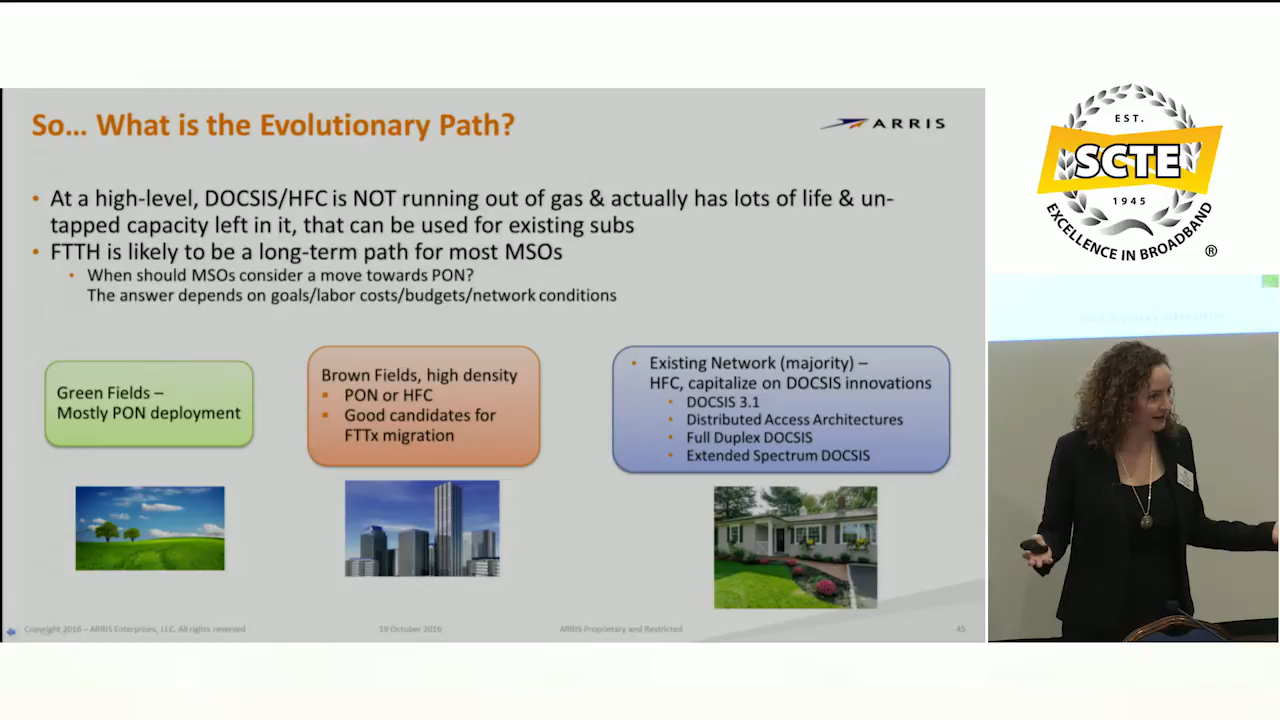 So... What is the Evolutionary Path?
ARRIS
• At a high-level, DOCSIS/HFC is NOT running out of gas & actually has lots of life & un-
tapped capacity left in it, that can be used for existing subs
• FTTH is likely to be a long-term path for most MSOs
• When should MSOs consider a move towards PON?
The answer depends on goals/labor costs/budgets/network conditions
Green Fields –
Mostly PON deployment
Brown Fields, high density
▪ PON or HFC
▪ Good candidates for
FTTx migration
• Existing Network (majority) –
HFC, capitalize on DOCSIS innovations
• DOCSIS 3.1
• Distributed Access Architectures
• Full Duplex DOCSIS
• Extended Spectrum DOCSIS
Copyright 2016 – ARRIS Enterprises, LLC. All rights reserved
19 October 2016
ARRIS Proprietary and Restricted
45
EST.
SCTE
1945
EXCELLENCE IN BROADBAND
®